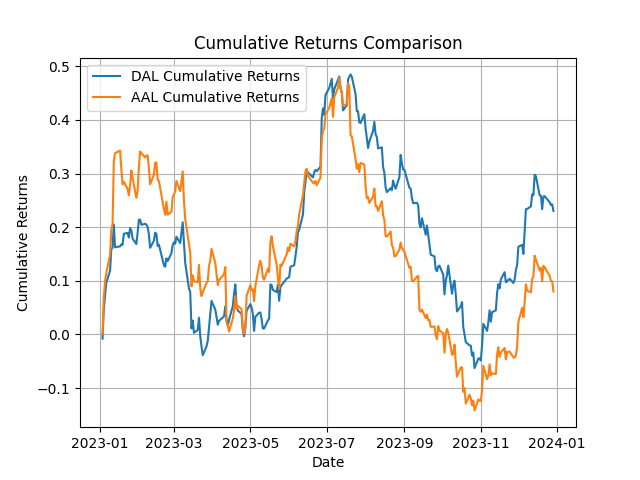 Cumulative Returns Comparison
DAL Cumulative Returns
AAL Cumulative Returns
Cumulative Returns
0.5
0.4
0.3
0.2
0.1
0.0
−0.1
2023-01 2023-03 2023-05 2023-07 2023-09 2023-11 2024-01
Date